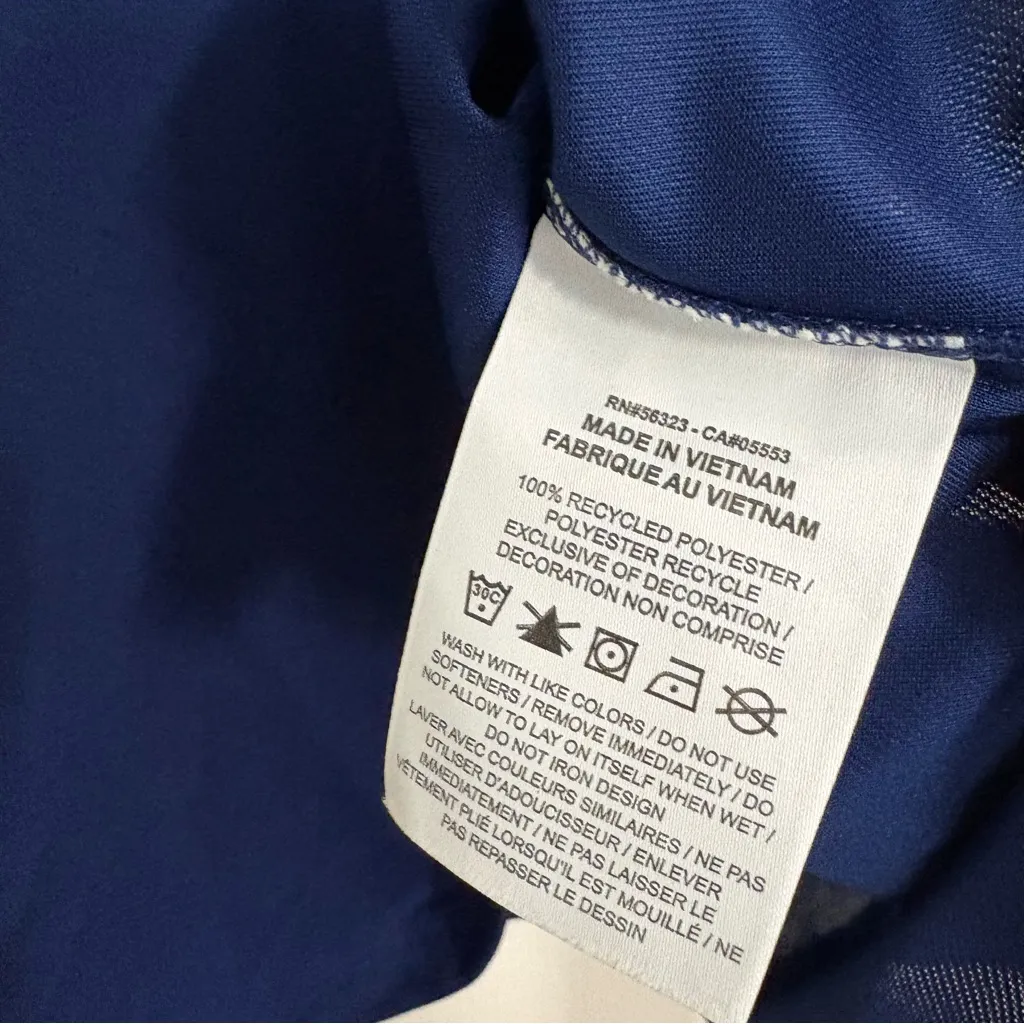 RN#56323 - CA#05553
MADE IN VIETNAM
FABRIQUE AU VIETNAM
100% RECYCLED POLYESTER /
POLYESTER RECYCLE
EXCLUSIVE OF DECORATION /
DECORATION NON COMPRISE
30C
WASH WITH LIKE COLORS / DO NOT USE
SOFTENERS / REMOVE IMMEDIATELY / DO
NOT ALLOW TO LAY ON ITSELF WHEN WET /
DO NOT IRON DESIGN
LAVER AVEC COULEURS SIMILAIRES / NE PAS
UTILISER D'ADOUCISSEUR / ENLEVER
IMMEDIATEMENT / NE PAS LAISSER LE
VÊTEMENT PLIÉ LORSQU'IL EST MOUILLÉ / NE
PAS REPASSER LE DESSIN